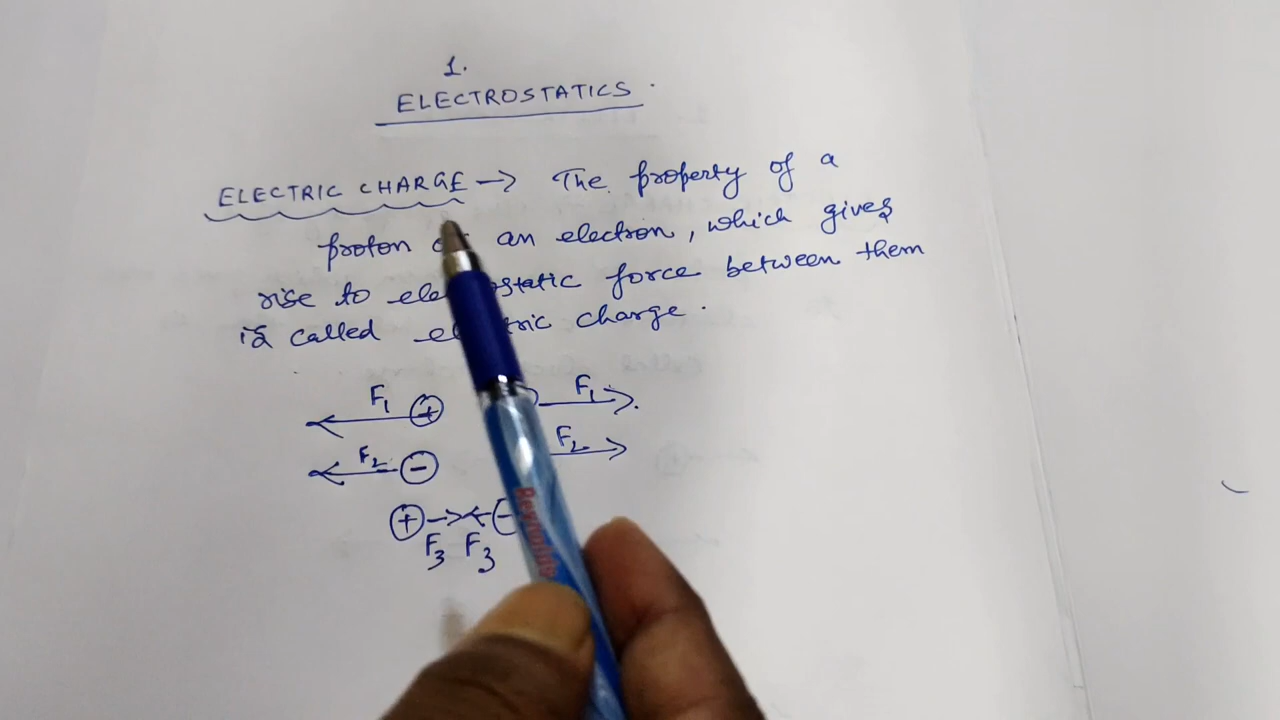 1.
ELECTROSTATICS.
ELECTRIC CHARGE → The property of a
proton an electron, which gives
rise to force between them
is called charge.
F₁ + F₁
F₂ − F₂
+ −
F₃ F₃
Reynolds